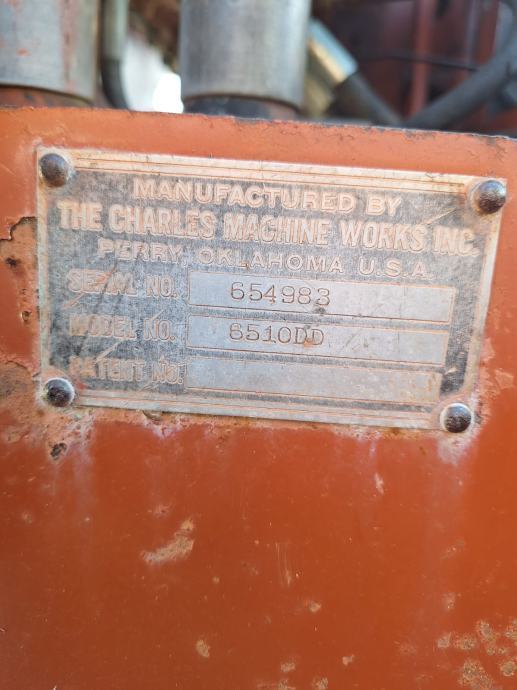 MANUFACTURED BY
THE CHARLES MACHINE WORKS, INC.
PERRY, OKLAHOMA U.S.A.
SERIAL NO. 654983
MODEL NO. 6510DD
PATENT NO.